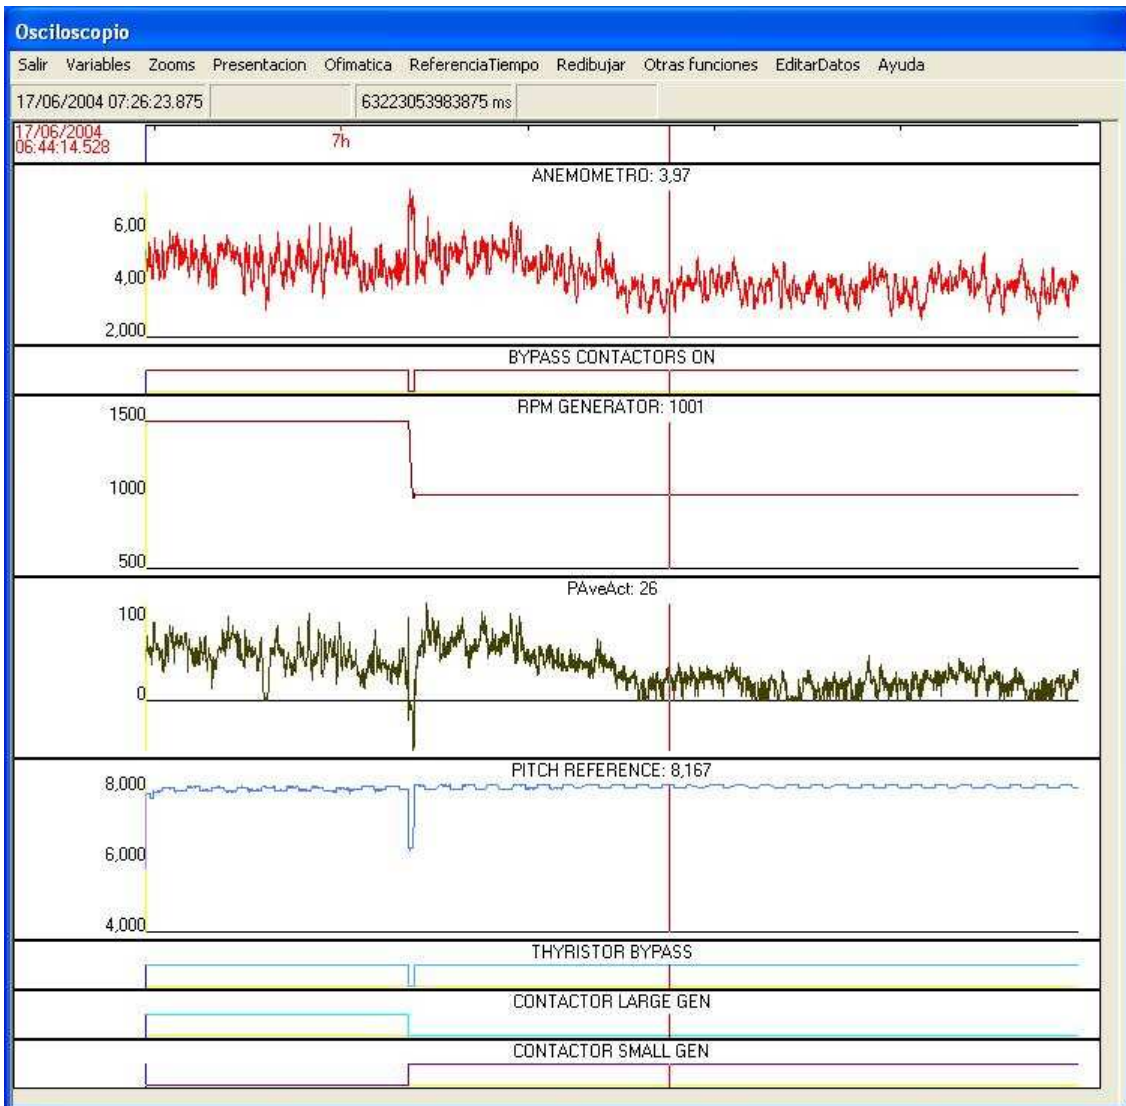 Osciloscopio
Salir Variables Zooms Presentacion Ofimatica ReferenciaTiempo Redibujar Otras funciones EditarDatos Ayuda
17/06/2004 07:26:23.875 63223053983875 ms
17/06/2004
06:44:14.528
7h
ANEMOMETRO: 3,97
6,00
4,00
2,000
BYPASS CONTACTORS ON
RPM GENERATOR: 1001
1500
1000
500
PAveAct: 26
100
0
PITCH REFERENCE: 8,167
8,000
6,000
4,000
THYRISTOR BYPASS
CONTACTOR LARGE GEN
CONTACTOR SMALL GEN